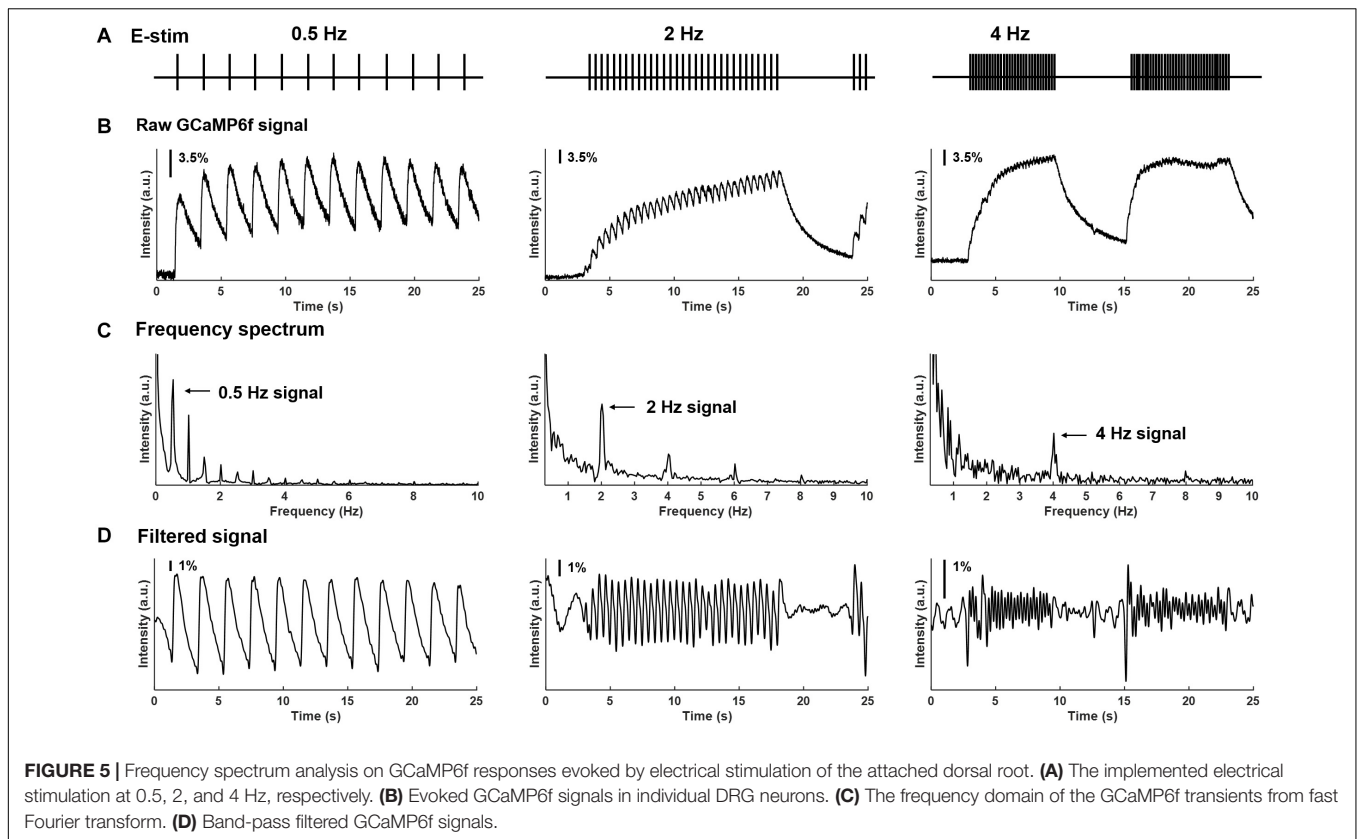 A E-stim 0.5 Hz 2 Hz 4 Hz
B Raw GCaMP6f signal
Intensity (a.u.) 3.5% Intensity (a.u.) 3.5% Intensity (a.u.) 3.5%
0 5 10 15 20 25 0 5 10 15 20 25 0 5 10 15 20 25
Time (s) Time (s) Time (s)
C Frequency spectrum
Intensity (a.u.) 0.5 Hz signal Intensity (a.u.) 2 Hz signal Intensity (a.u.) 4 Hz signal
0 2 4 6 8 10 1 2 3 4 5 6 7 8 9 10 1 2 3 4 5 6 7 8 9 10
Frequency (Hz) Frequency (Hz) Frequency (Hz)
D Filtered signal
Intensity (a.u.) 1% Intensity (a.u.) 1% Intensity (a.u.) 1%
0 5 10 15 20 25 0 5 10 15 20 25 0 5 10 15 20 25
Time (s) Time (s) Time (s)
FIGURE 5 | Frequency spectrum analysis on GCaMP6f responses evoked by electrical stimulation of the attached dorsal root. (A) The implemented electrical
stimulation at 0.5, 2, and 4 Hz, respectively. (B) Evoked GCaMP6f signals in individual DRG neurons. (C) The frequency domain of the GCaMP6f transients from fast
Fourier transform. (D) Band-pass filtered GCaMP6f signals.